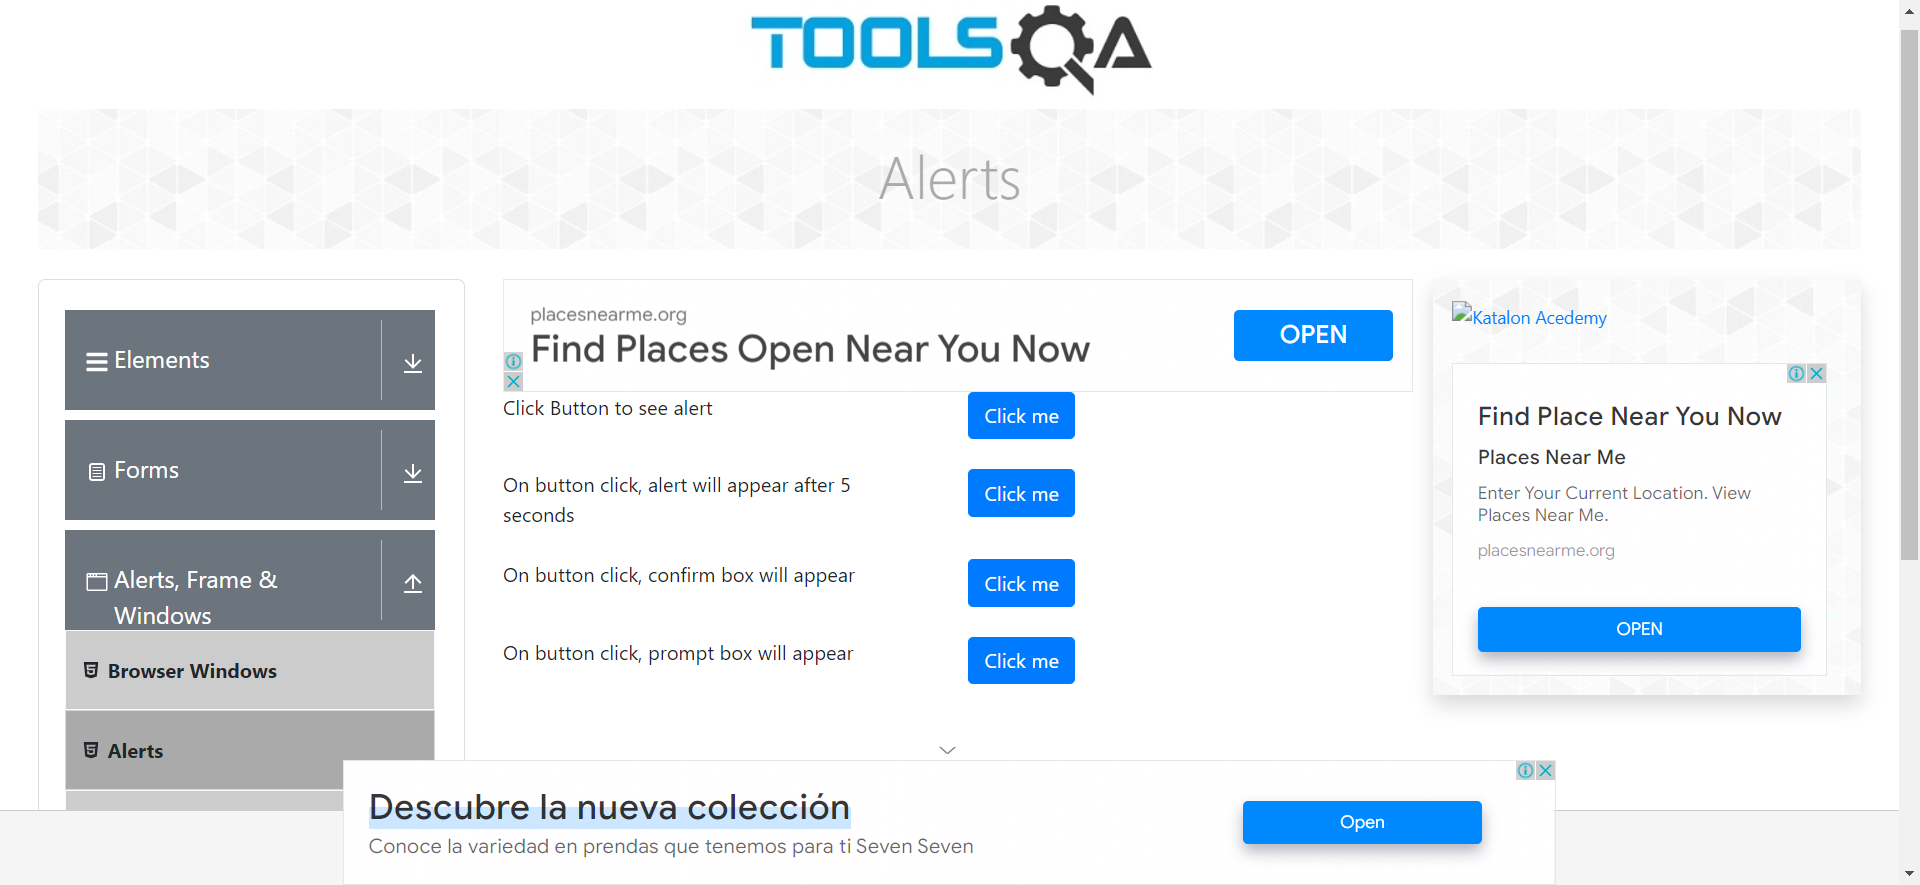 TOOLSQA
Alerts
Elements
Forms
Alerts, Frame &
Windows
Browser Windows
Alerts
placesnearme.org
Find Places Open Near You Now
OPEN
Click Button to see alert
Click me
On button click, alert will appear after 5
seconds
Click me
On button click, confirm box will appear
Click me
On button click, prompt box will appear
Click me
Katalon Acedemy
Find Place Near You Now
Places Near Me
Enter Your Current Location. View
Places Near Me.
placesnearme.org
OPEN
Descubre la nueva colección
Conoce la variedad en prendas que tenemos para ti Seven Seven
Open